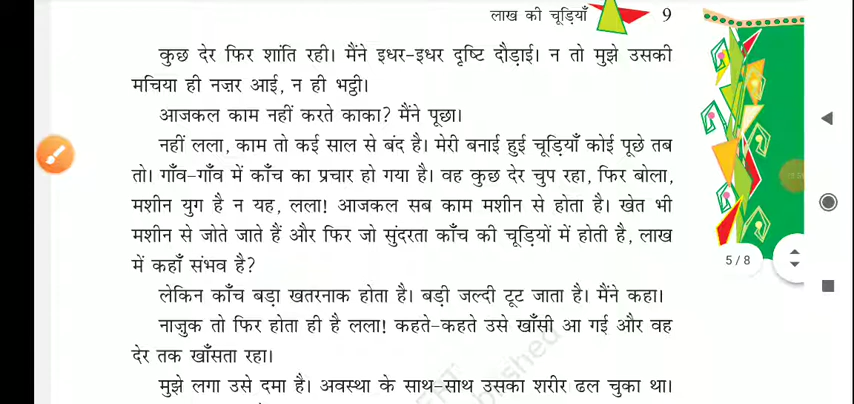 लाख की चूड़ियाँ 9
कुछ देर फिर शांति रही। मैंने इधर-इधर दृष्टि दौड़ाई। न तो मुझे उसकी
मचिया ही नज़र आई, न ही भट्ठी।
आजकल काम नहीं करते काका? मैंने पूछा।
नहीं लला, काम तो कई साल से बंद है। मेरी बनाई हुई चूड़ियाँ कोई पूछे तब
तो। गाँव-गाँव में काँच का प्रचार हो गया है। वह कुछ देर चुप रहा, फिर बोला,
मशीन युग है न यह, लला! आजकल सब काम मशीन से होता है। खेत भी
मशीन से जोते जाते हैं और फिर जो सुंदरता काँच की चूड़ियों में होती है, लाख
में कहाँ संभव है?
लेकिन काँच बड़ा खतरनाक होता है। बड़ी जल्दी टूट जाता है। मैंने कहा।
नाज़ुक तो फिर होता ही है लला! कहते-कहते उसे खाँसी आ गई और वह
देर तक खाँसता रहा।
मुझे लगा उसे दमा है। अवस्था के साथ-साथ उसका शरीर ढल चुका था।
5/8